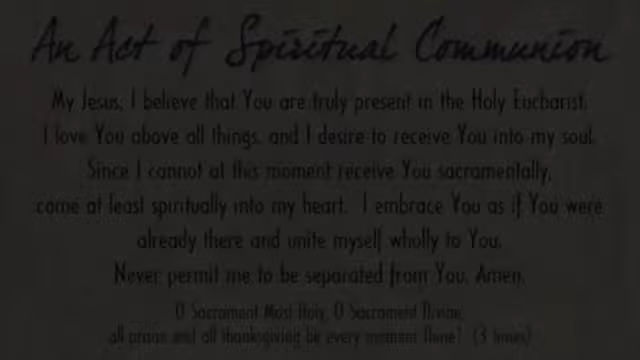 An Act of Spiritual Communion
My Jesus, I believe that You are truly present in the Holy Eucharist.
I love You above all things, and I desire to receive You into my soul.
Since I cannot at this moment receive You sacramentally,
come at least spiritually into my heart. I embrace You as if You were
already there and unite myself wholly to You.
Never permit me to be separated from You. Amen.
O Sacrament Most Holy, O Sacrament Divine,
all praise and all thanksgiving be every moment Thine! (3 times)